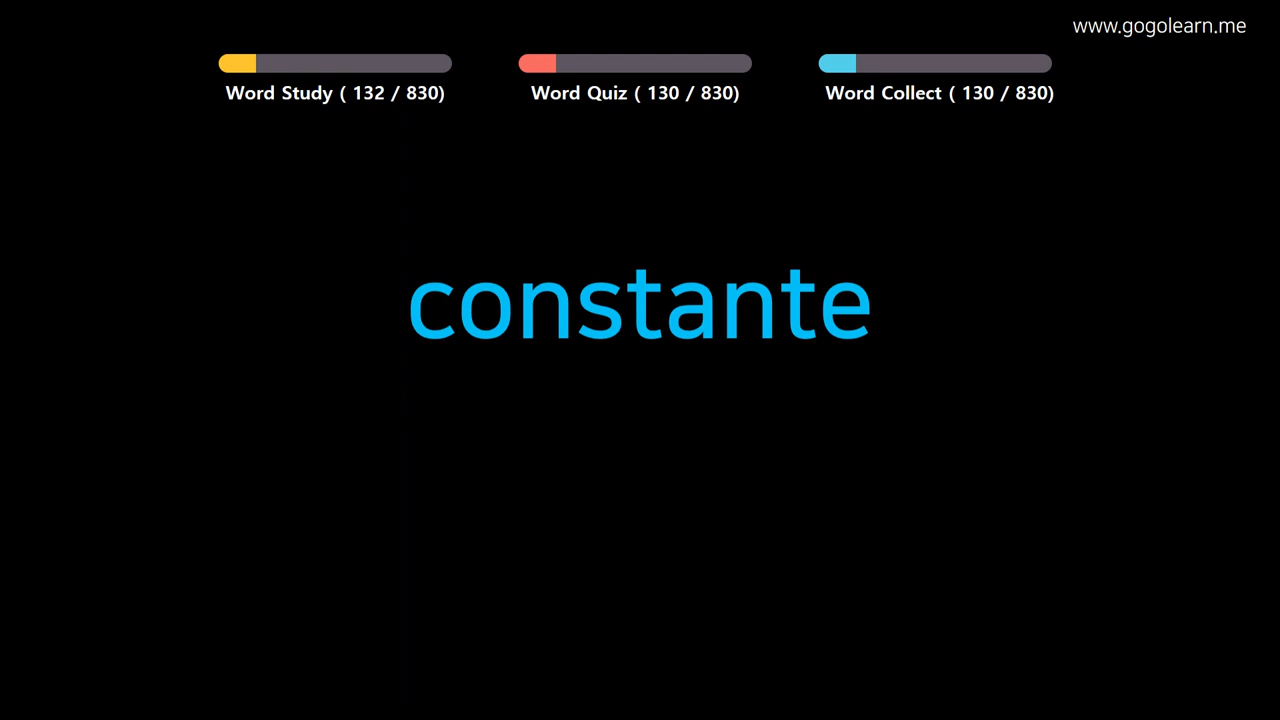 www.gogolearn.me
Word Study ( 132 / 830)
Word Quiz ( 130 / 830)
Word Collect ( 130 / 830)
constante